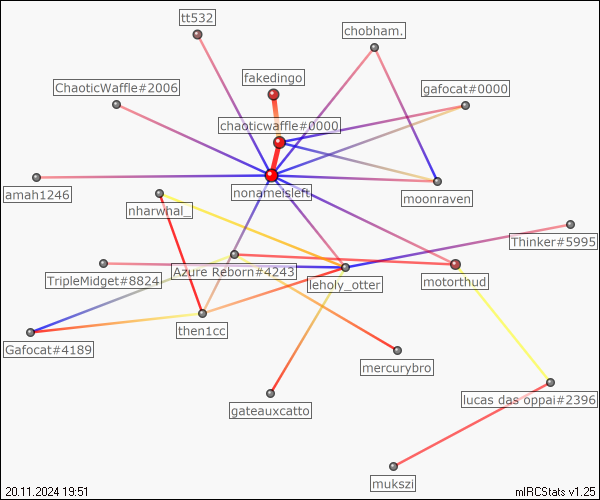 tt532
chobham.
fakedingo
ChaoticWaffle#2006
gafocat#0000
chaoticwaffle#0000
amah1246
nonameisleft
moonraven
nharwhal_
Thinker#5995
Azure Reborn#4243
TripleMidget#8824
leholy_otter
motorthud
then1cc
Gafocat#4189
mercurybro
gateauxcatto
lucas das oppai#2396
mukszi
20.11.2024 19:51
mIRCStats v1.25